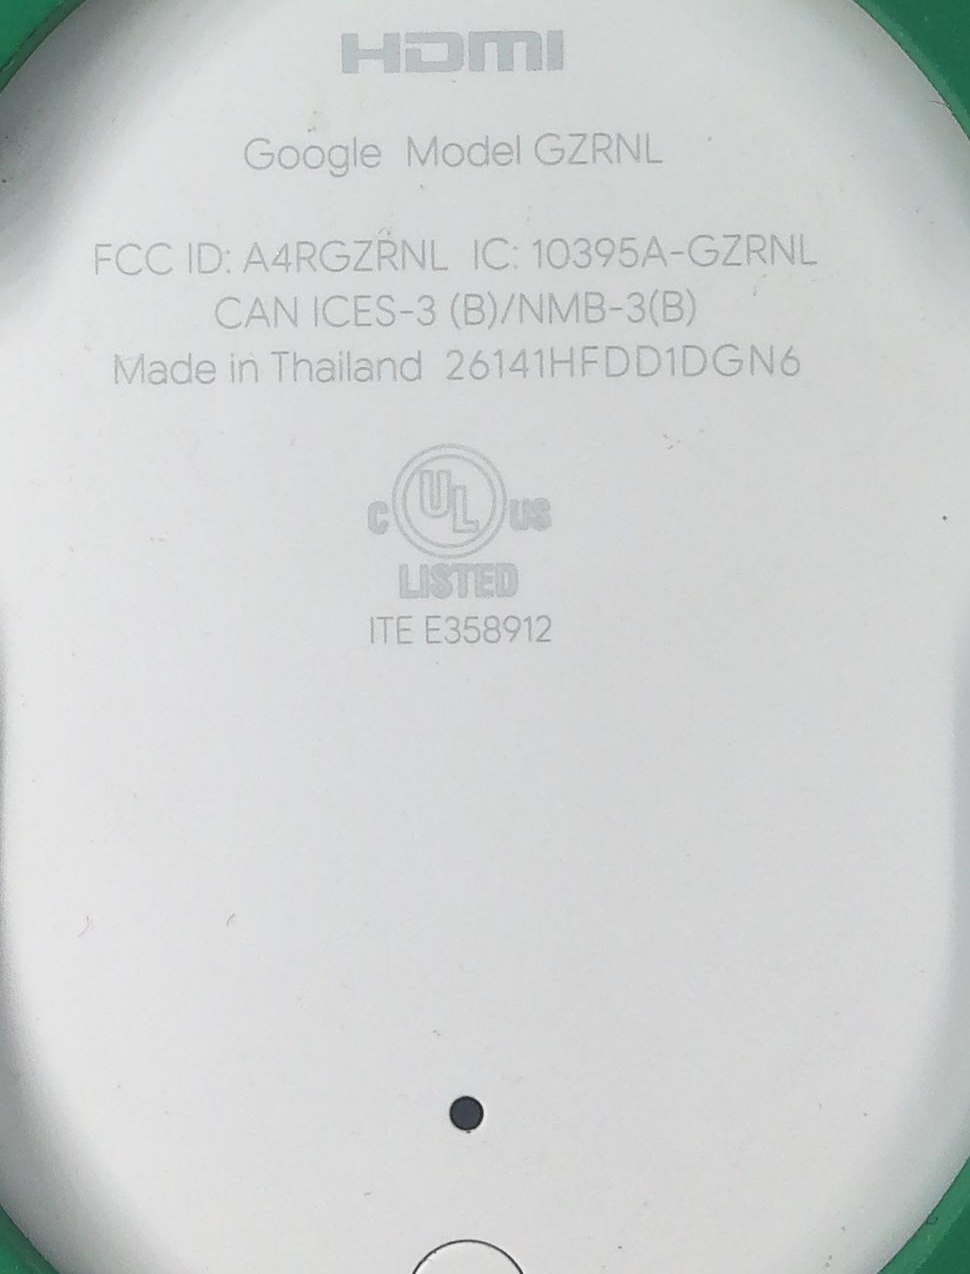 HDMI
Google Model GZRNL
FCC ID: A4RGZRNL IC: 10395A-GZRNL
CAN ICES-3 (B)/NMB-3(B)
Made in Thailand 26141HFDD1DGN6
C UL US
LISTED
ITE E358912